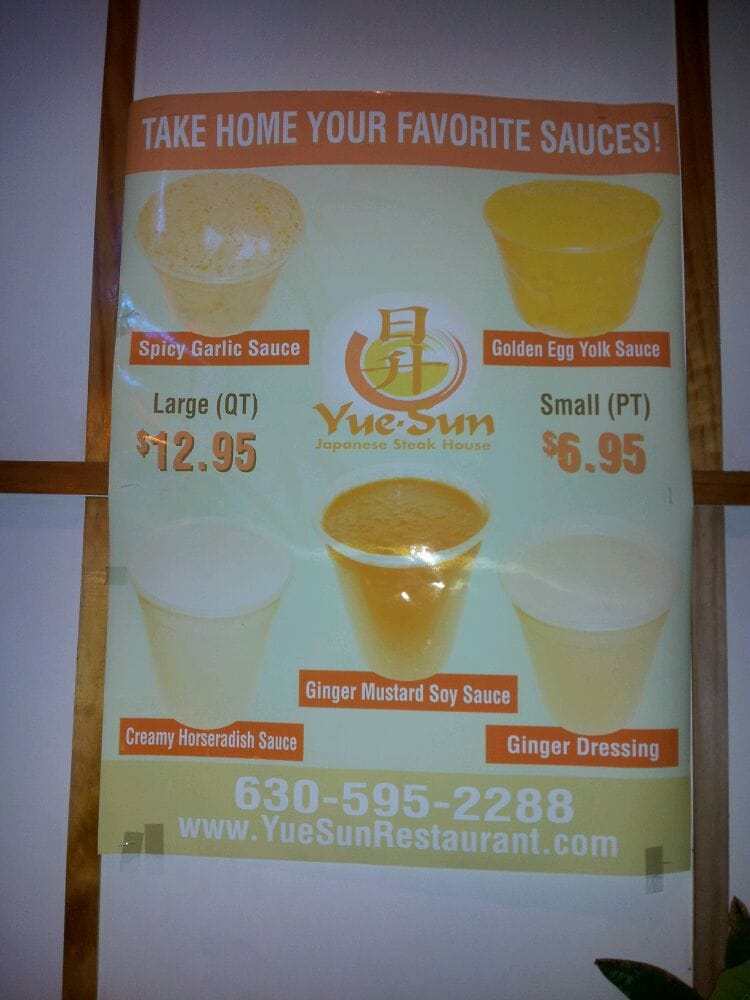 TAKE HOME YOUR FAVORITE SAUCES!
Spicy Garlic Sauce
Golden Egg Yolk Sauce
日
升
Yue·Sun
Japanese Steak House
Large (QT)
$12.95
Small (PT)
$6.95
Ginger Mustard Soy Sauce
Creamy Horseradish Sauce
Ginger Dressing
630-595-2288
www.YueSunRestaurant.com